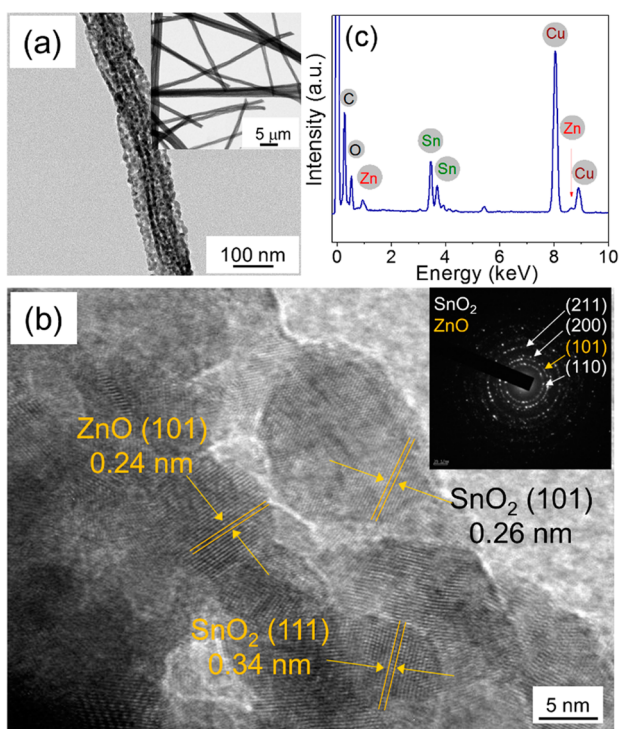 (a)
5 μm
100 nm
(c)
Intensity (a.u.)
C
O
Zn
Sn
Sn
Cu
Zn
Cu
0
2
4
6
8
10
Energy (keV)
(b)
SnO₂
ZnO
(211)
(200)
(101)
(110)
ZnO (101)
0.24 nm
SnO₂ (101)
0.26 nm
SnO₂ (111)
0.34 nm
5 nm